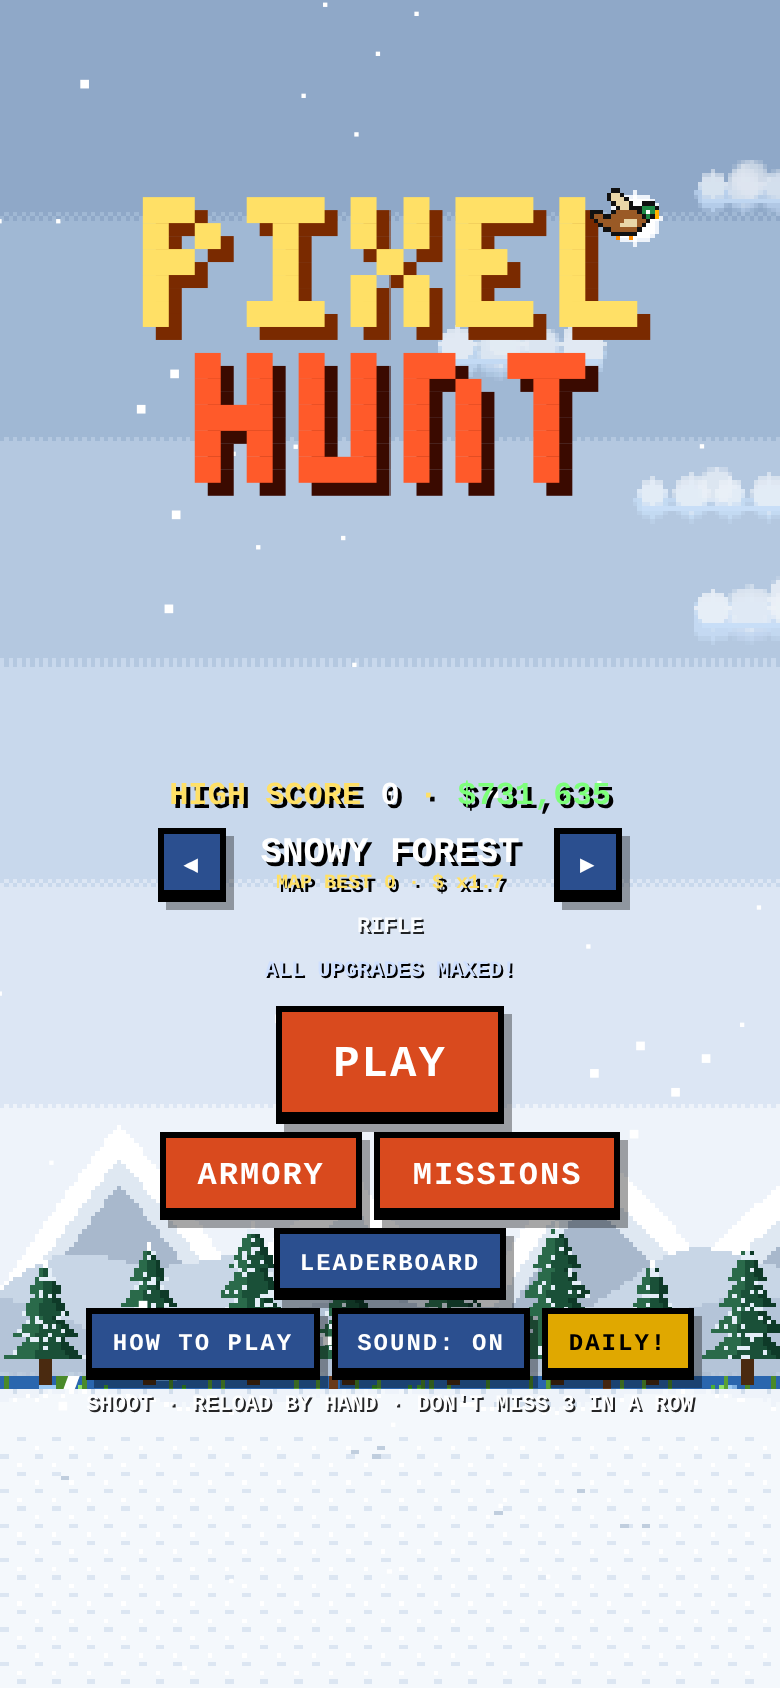 PIXEL
HUNT
HIGH SCORE 0 · $731,635
◄ SNOWY FOREST ►
MAP BEST 0 · $ x1.7
RIFLE
ALL UPGRADES MAXED!
PLAY
ARMORY MISSIONS
LEADERBOARD
HOW TO PLAY SOUND: ON DAILY!
SHOOT · RELOAD BY HAND · DON'T MISS 3 IN A ROW